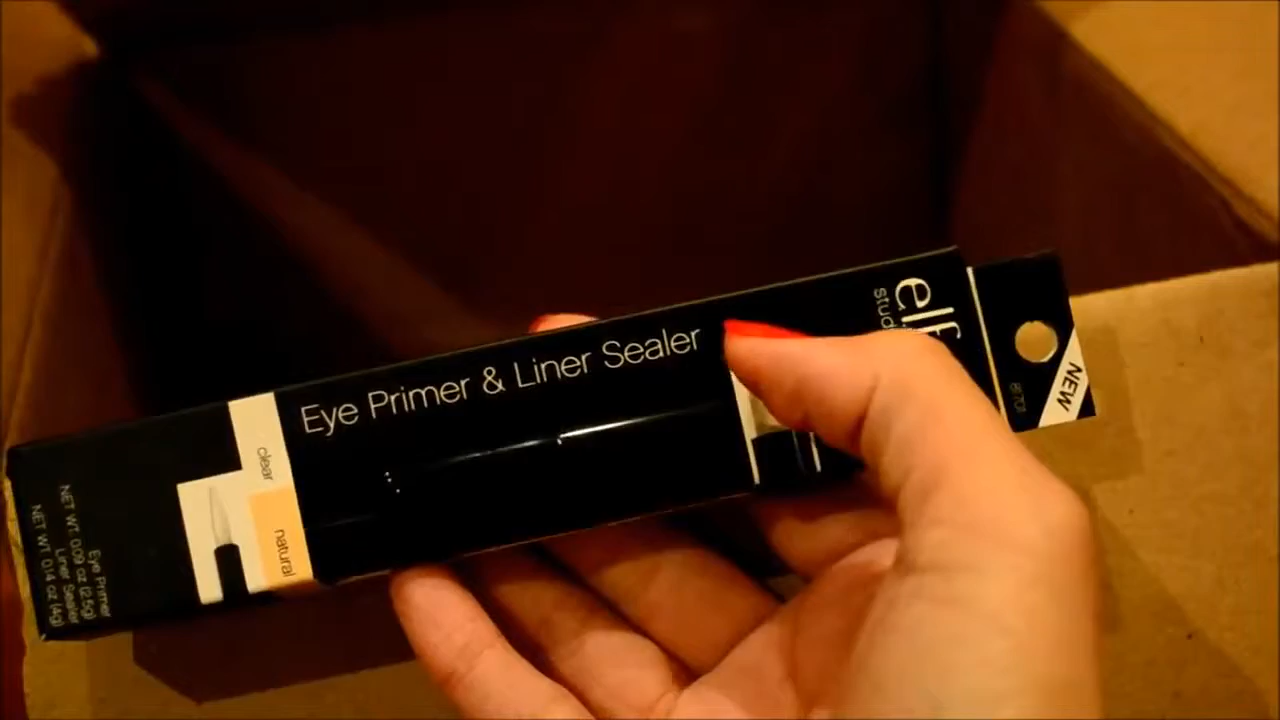 elf
Eye Primer & Liner Sealer
clear
natural
Eye Primer
NET WT. 0.09 oz (2.5g)
Liner Sealer
NET WT. 0.14 oz (4g)
NEW